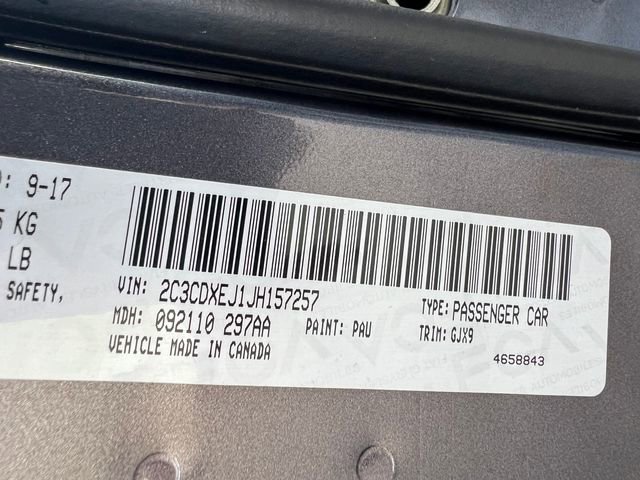 9-17
KG
LB
SAFETY,
VIN: 2C3CDXEJ1JH157257
TYPE: PASSENGER CAR
MDH: 092110 297AA PAINT: PAU
TRIM: GJX9
VEHICLE MADE IN CANADA
4658843